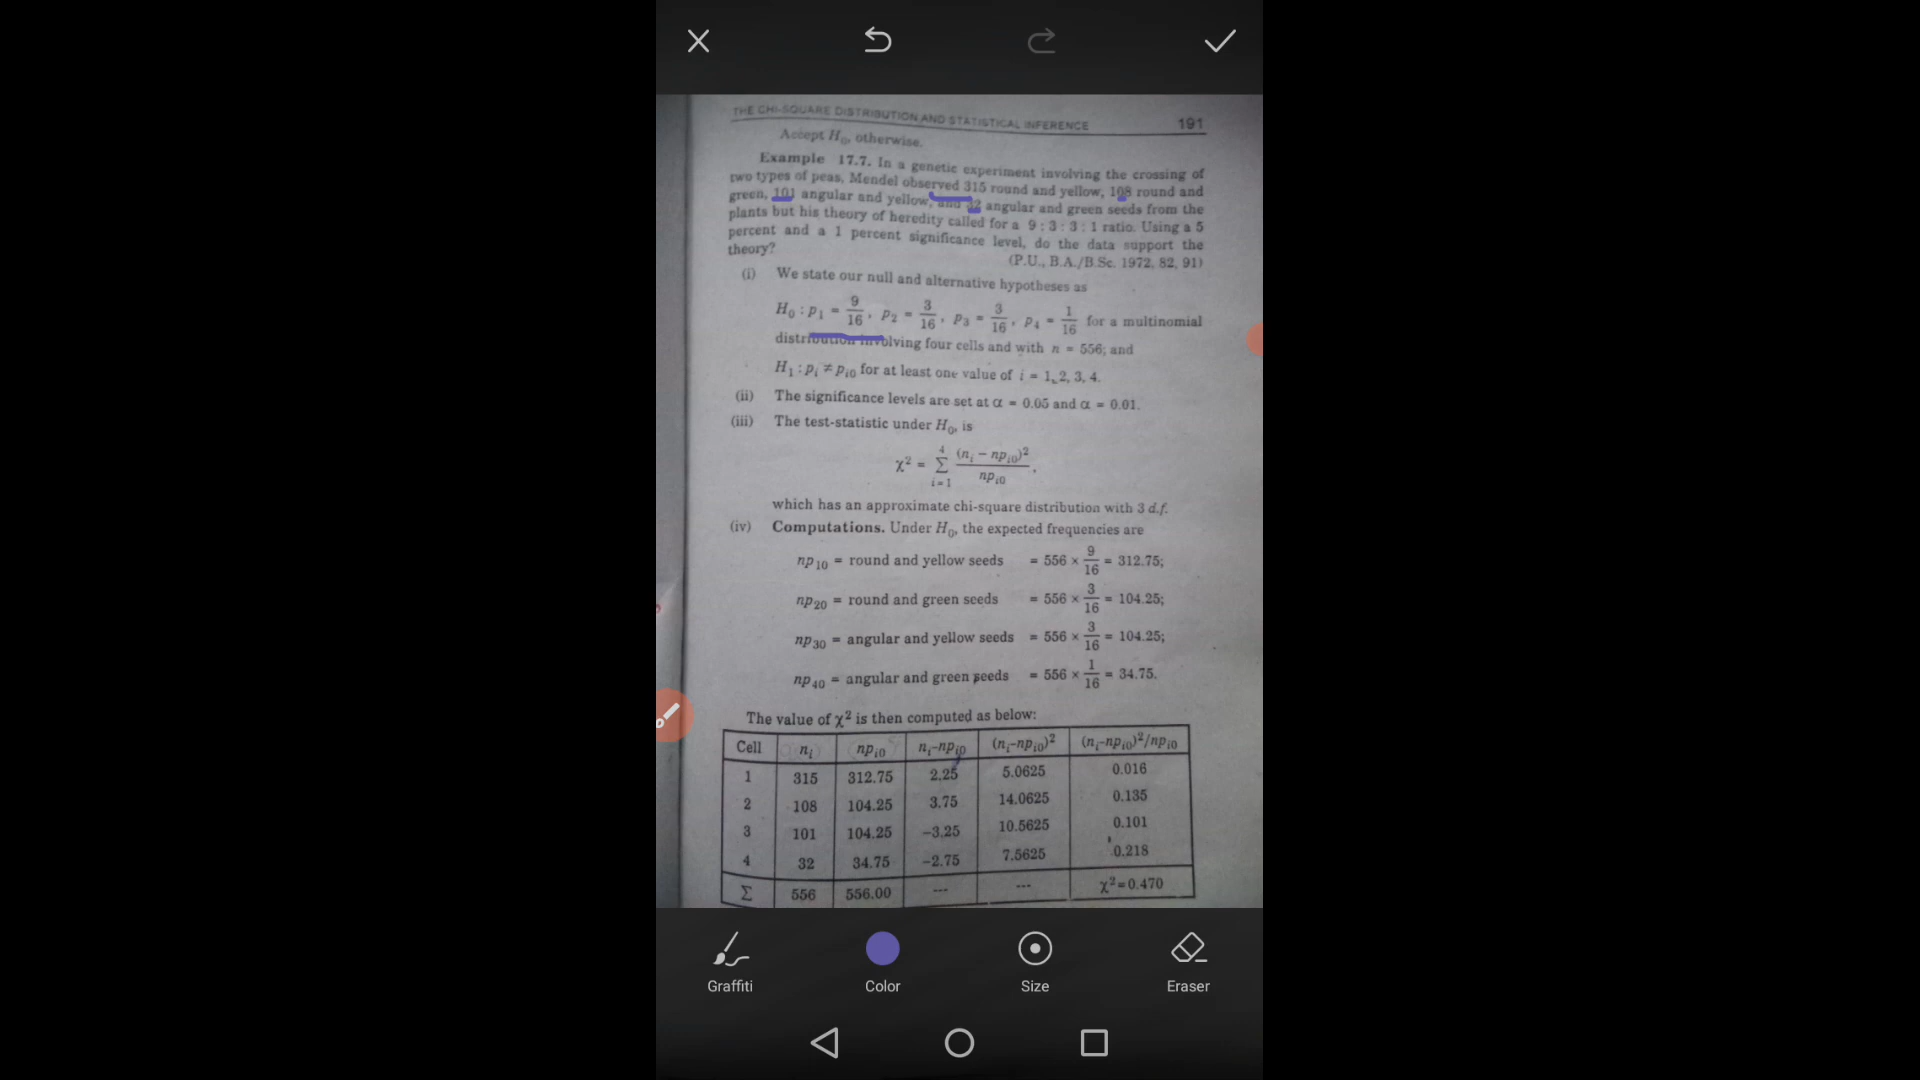 THE CHI-SQUARE DISTRIBUTION AND STATISTICAL INFERENCE 191
Accept H₀, otherwise.
Example 17.7. In a genetic experiment involving the crossing of
two types of peas, Mendel observed 315 round and yellow, 108 round and
green, 101 angular and yellow, and 32 angular and green seeds from the
plants but his theory of heredity called for a 9 : 3 : 3 : 1 ratio. Using a 5
percent and a 1 percent significance level, do the data support the
theory? (P.U., B.A./B.Sc. 1972, 82, 91)
(i) We state our null and alternative hypotheses as
H₀ : p₁ = 9/16, p₂ = 3/16, p₃ = 3/16, p₄ = 1/16 for a multinomial
distribution involving four cells and with n = 556; and
H₁ : pᵢ ≠ pᵢ₀ for at least one value of i = 1, 2, 3, 4.
(ii) The significance levels are set at α = 0.05 and α = 0.01.
(iii) The test-statistic under H₀, is
χ² = Σ_{i=1}^{4} (nᵢ − npᵢ₀)²/npᵢ₀,
which has an approximate chi-square distribution with 3 d.f.
(iv) Computations. Under H₀, the expected frequencies are
np₁₀ = round and yellow seeds = 556 × 9/16 = 312.75;
np₂₀ = round and green seeds = 556 × 3/16 = 104.25;
np₃₀ = angular and yellow seeds = 556 × 3/16 = 104.25;
np₄₀ = angular and green seeds = 556 × 1/16 = 34.75.
The value of χ² is then computed as below:
Cell nᵢ npᵢ₀ nᵢ-npᵢ₀ (nᵢ-npᵢ₀)² (nᵢ-npᵢ₀)²/npᵢ₀
1 315 312.75 2.25 5.0625 0.016
2 108 104.25 3.75 14.0625 0.135
3 101 104.25 −3.25 10.5625 0.101
4 32 34.75 −2.75 7.5625 0.218
Σ 556 556.00 --- --- χ²=0.470
Graffiti Color Size Eraser